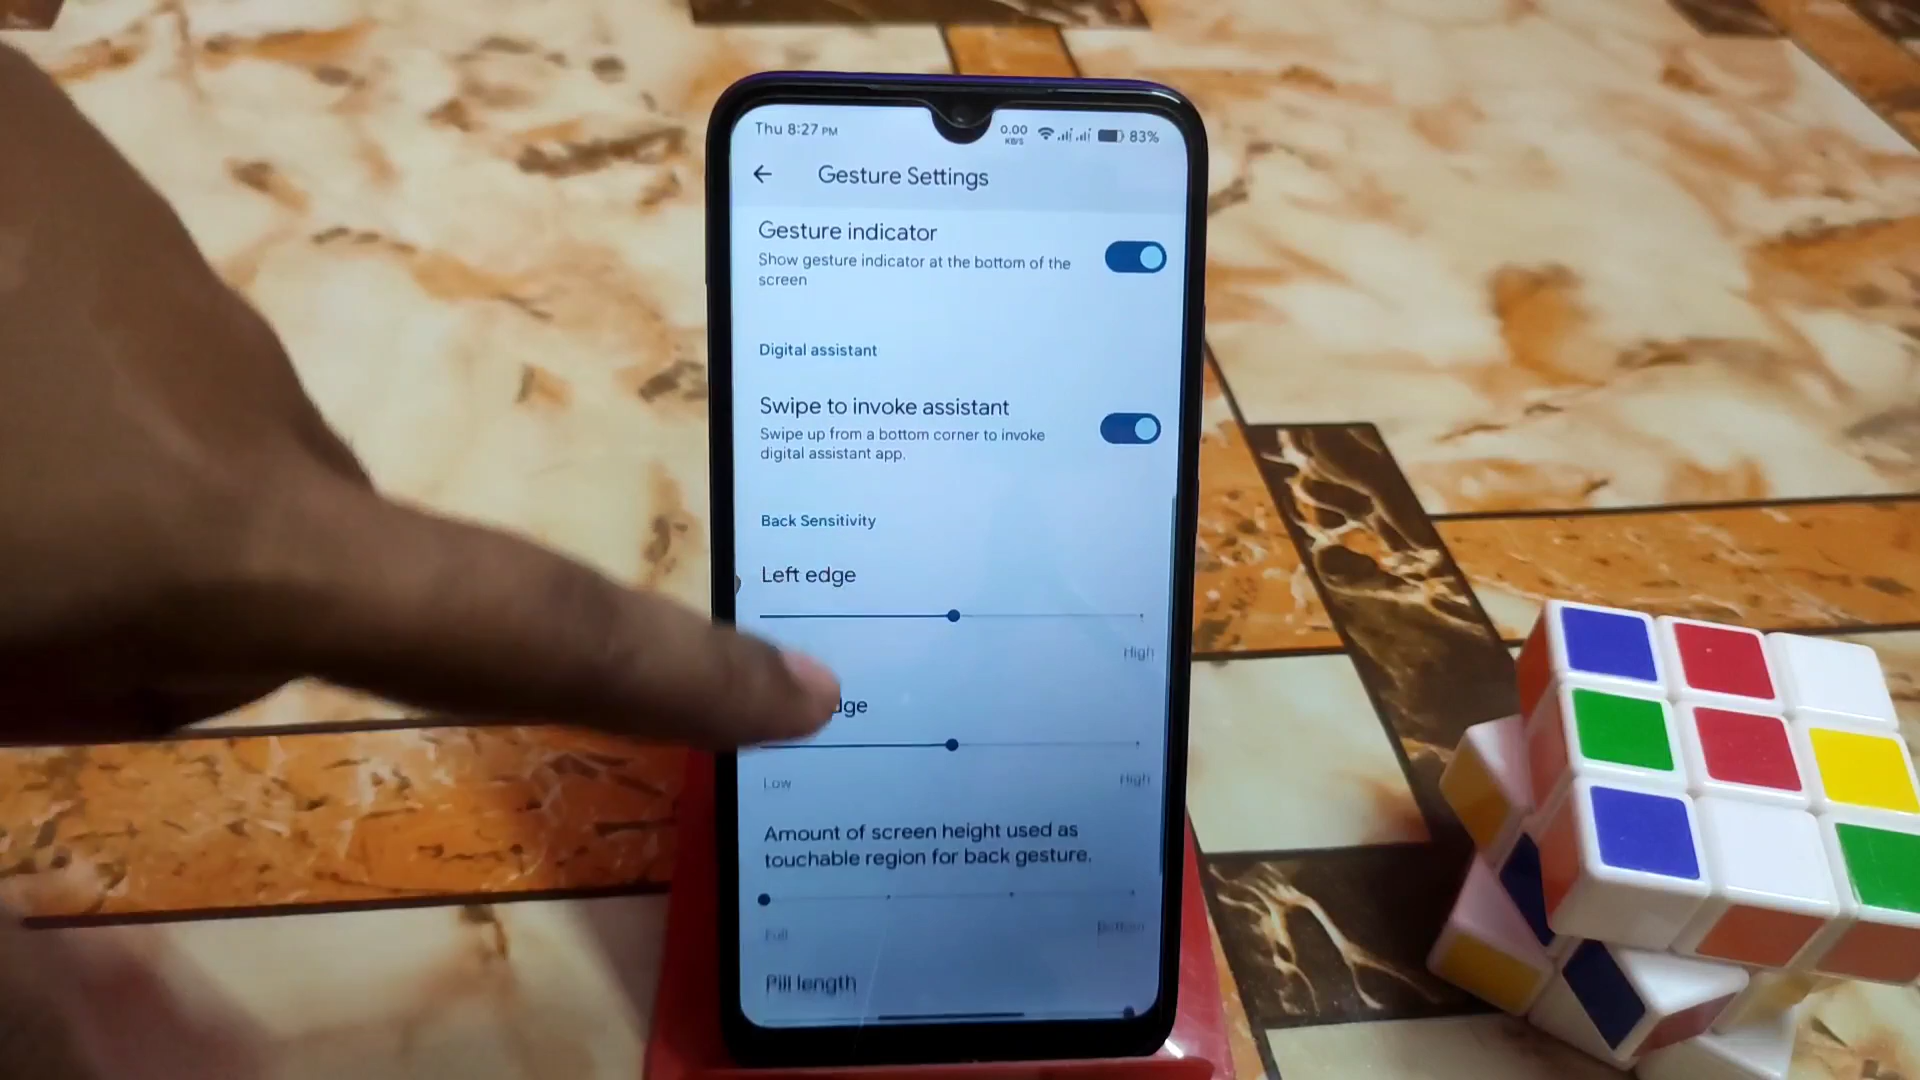 Thu 8:27 PM
0.00
KB/S
83%
Gesture Settings
Gesture indicator
Show gesture indicator at the bottom of the
screen
Digital assistant
Swipe to invoke assistant
Swipe up from a bottom corner to invoke
digital assistant app.
Back Sensitivity
Left edge
High
dge
Low
High
Amount of screen height used as
touchable region for back gesture.
Full
Bottom
Pill length